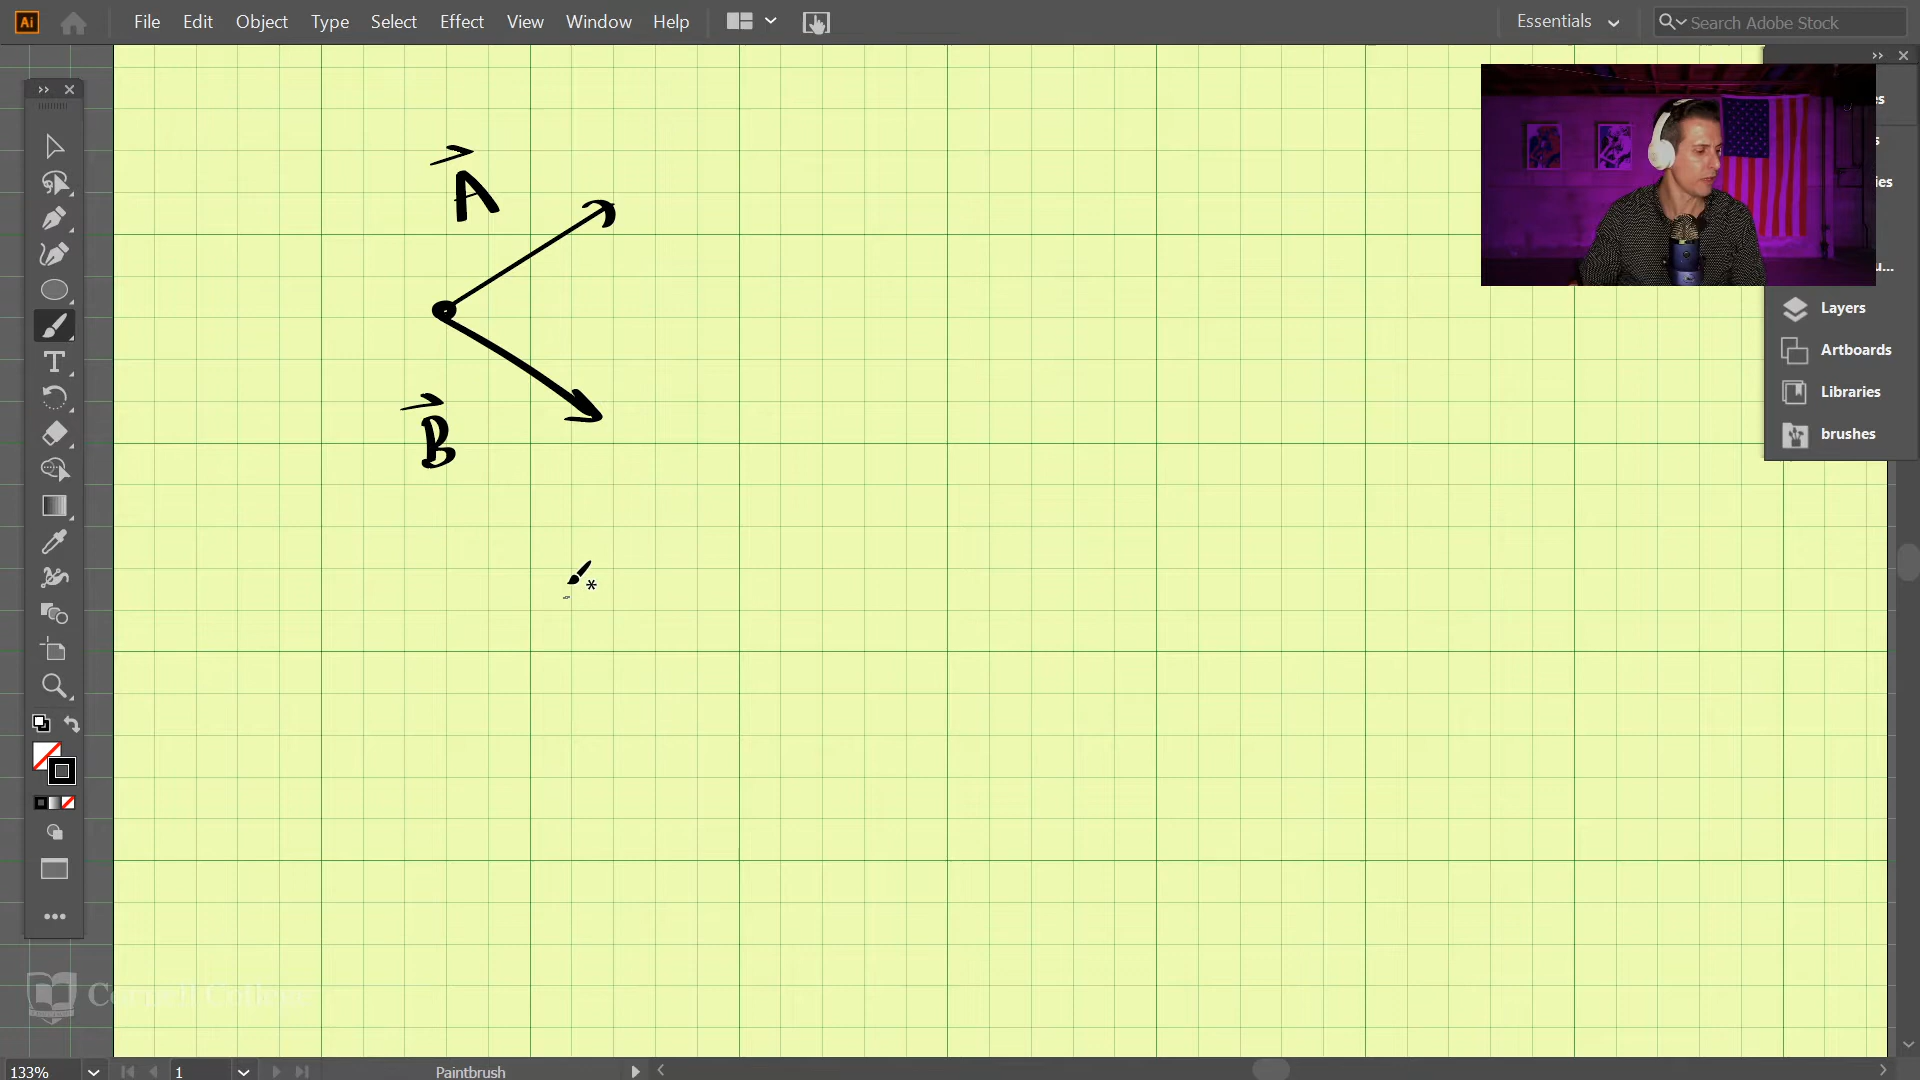 Ai File Edit Object Type Select Effect View Window Help Essentials Search Adobe Stock
A
B
Layers
Artboards
Libraries
brushes
133% 1 Paintbrush